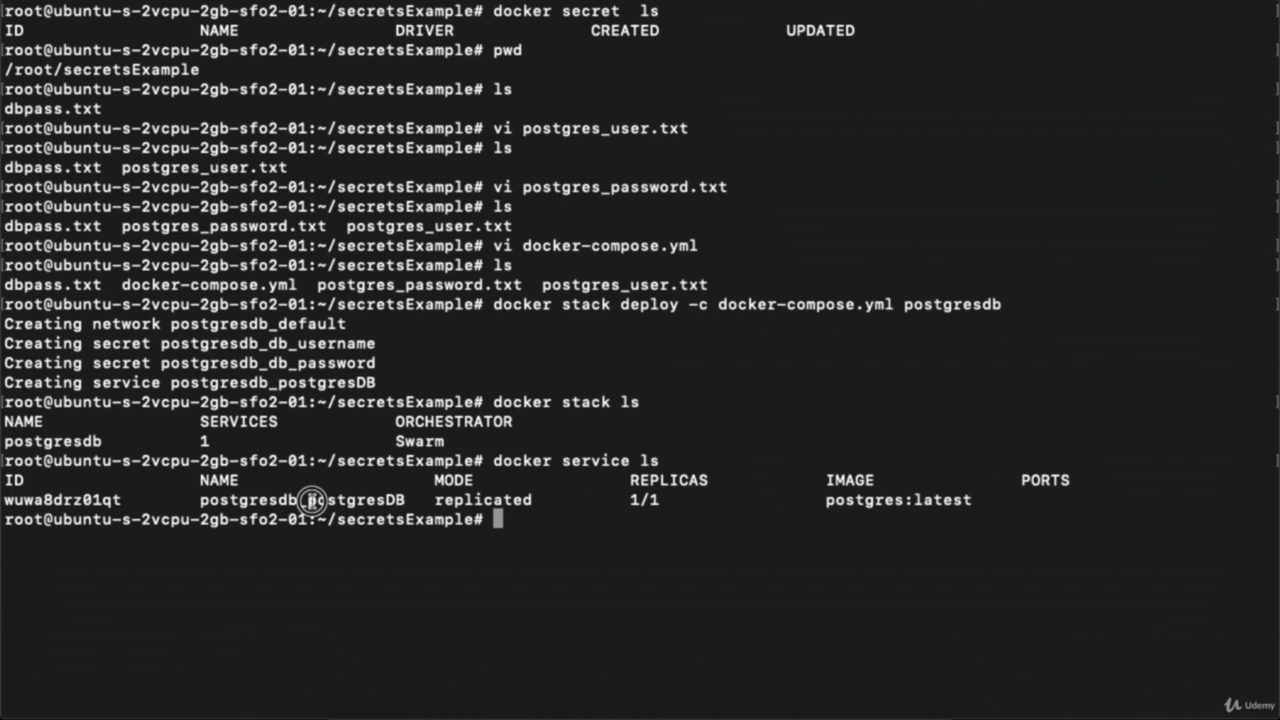 root@ubuntu-s-2vcpu-2gb-sfo2-01:~/secretsExample# docker secret  ls
ID NAME DRIVER CREATED UPDATED
root@ubuntu-s-2vcpu-2gb-sfo2-01:~/secretsExample# pwd
/root/secretsExample
root@ubuntu-s-2vcpu-2gb-sfo2-01:~/secretsExample# ls
dbpass.txt
root@ubuntu-s-2vcpu-2gb-sfo2-01:~/secretsExample# vi postgres_user.txt
root@ubuntu-s-2vcpu-2gb-sfo2-01:~/secretsExample# ls
dbpass.txt  postgres_user.txt
root@ubuntu-s-2vcpu-2gb-sfo2-01:~/secretsExample# vi postgres_password.txt
root@ubuntu-s-2vcpu-2gb-sfo2-01:~/secretsExample# ls
dbpass.txt  postgres_password.txt  postgres_user.txt
root@ubuntu-s-2vcpu-2gb-sfo2-01:~/secretsExample# vi docker-compose.yml
root@ubuntu-s-2vcpu-2gb-sfo2-01:~/secretsExample# ls
dbpass.txt  docker-compose.yml  postgres_password.txt  postgres_user.txt
root@ubuntu-s-2vcpu-2gb-sfo2-01:~/secretsExample# docker stack deploy -c docker-compose.yml postgresdb
Creating network postgresdb_default
Creating secret postgresdb_db_username
Creating secret postgresdb_db_password
Creating service postgresdb_postgresDB
root@ubuntu-s-2vcpu-2gb-sfo2-01:~/secretsExample# docker stack ls
NAME SERVICES ORCHESTRATOR
postgresdb 1 Swarm
root@ubuntu-s-2vcpu-2gb-sfo2-01:~/secretsExample# docker service ls
ID NAME MODE REPLICAS IMAGE PORTS
wuwa8drz01qt postgresdb_postgresDB replicated 1/1 postgres:latest
root@ubuntu-s-2vcpu-2gb-sfo2-01:~/secretsExample#
Udemy